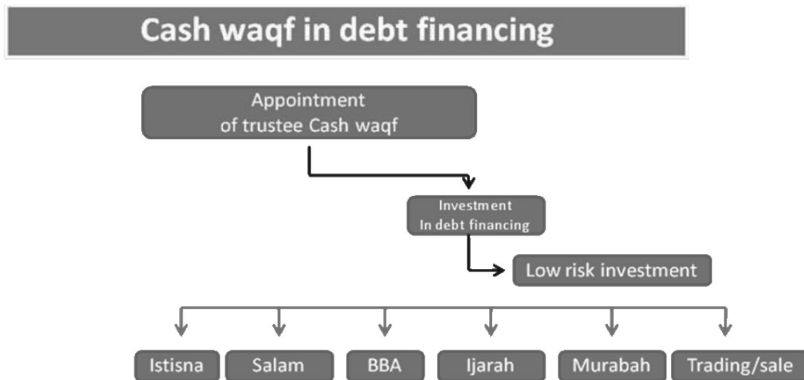 Cash waqf in debt financing
Appointment
of trustee Cash waqf
Investment
In debt financing
Low risk investment
Istisna
Salam
BBA
Ijarah
Murabah
Trading/sale